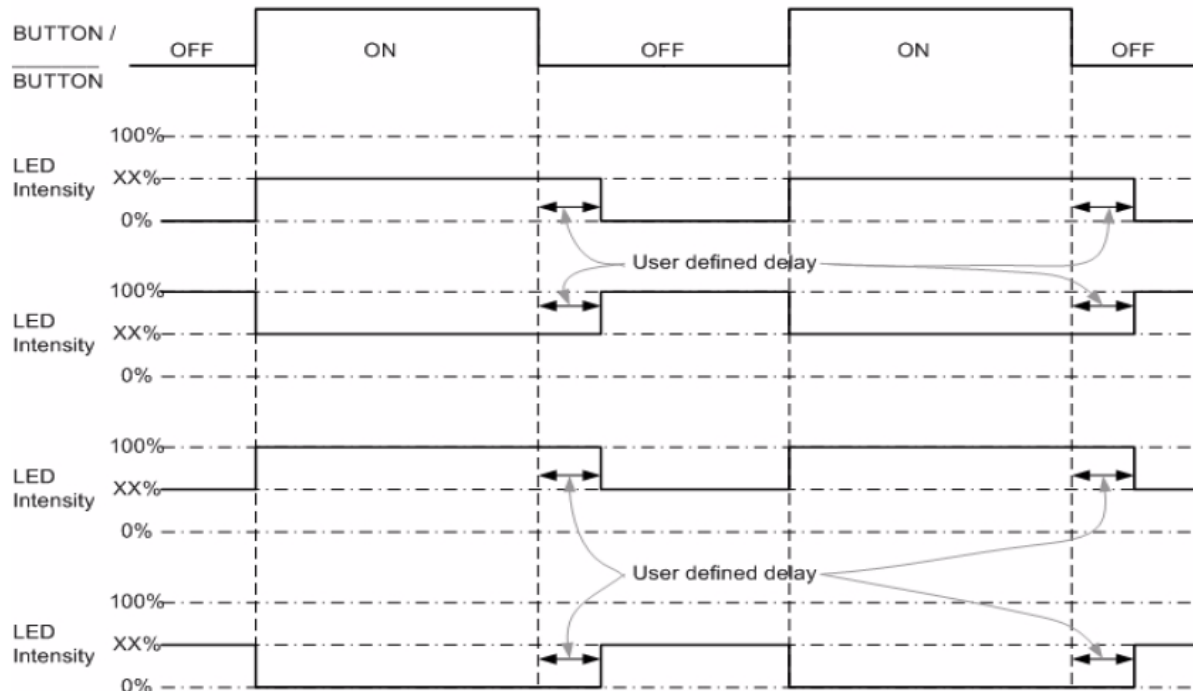 BUTTON /
OFF
ON
OFF
ON
OFF
BUTTON
100%
LED
Intensity
XX%
0%
User defined delay
100%
LED
Intensity
XX%
0%
100%
LED
Intensity
XX%
0%
User defined delay
100%
LED
Intensity
XX%
0%